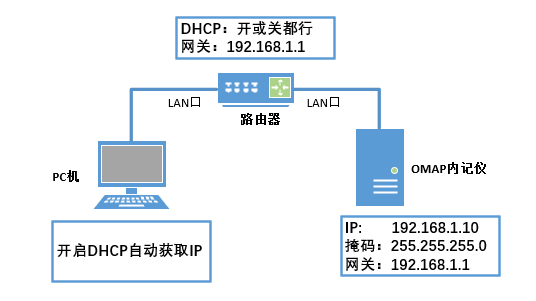 DHCP：开或关都行
网关：192.168.1.1
LAN口
LAN口
路由器
PC机
OMAP内记仪
开启DHCP自动获取IP
IP: 192.168.1.10
掩码：255.255.255.0
网关：192.168.1.1